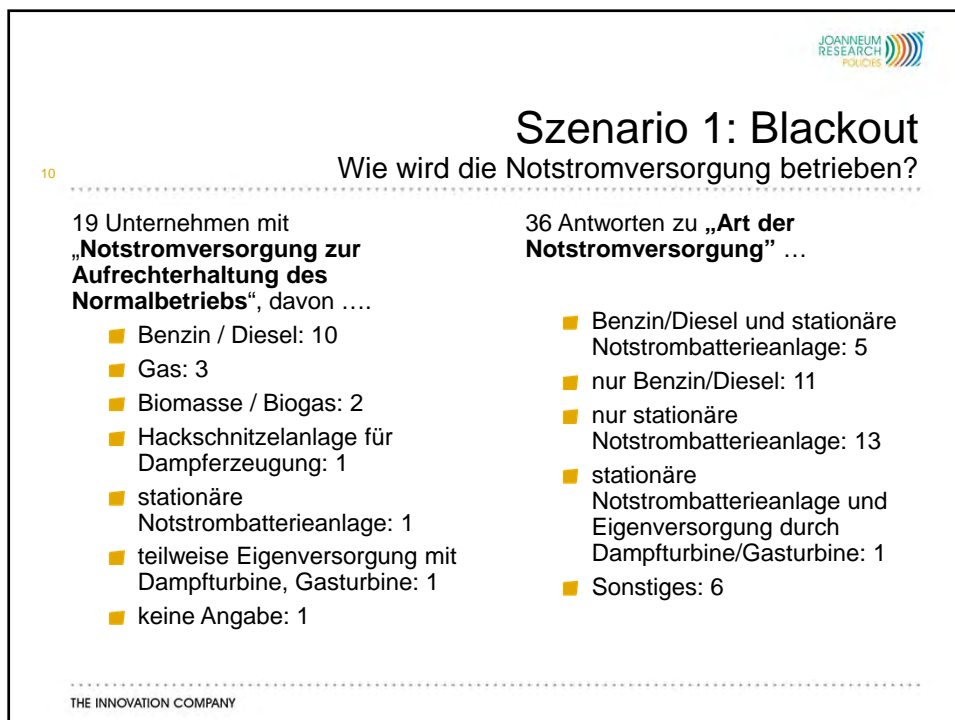 JOANNEUM
RESEARCH
POLICIES
Szenario 1: Blackout
10
Wie wird die Notstromversorgung betrieben?
19 Unternehmen mit
„Notstromversorgung zur
Aufrechterhaltung des
Normalbetriebs“, davon ….
Benzin / Diesel: 10
Gas: 3
Biomasse / Biogas: 2
Hackschnitzelanlage für
Dampferzeugung: 1
stationäre
Notstrombatterieanlage: 1
teilweise Eigenversorgung mit
Dampfturbine, Gasturbine: 1
keine Angabe: 1
36 Antworten zu „Art der
Notstromversorgung” …
Benzin/Diesel und stationäre
Notstrombatterieanlage: 5
nur Benzin/Diesel: 11
nur stationäre
Notstrombatterieanlage: 13
stationäre
Notstrombatterieanlage und
Eigenversorgung durch
Dampfturbine/Gasturbine: 1
Sonstiges: 6
THE INNOVATION COMPANY